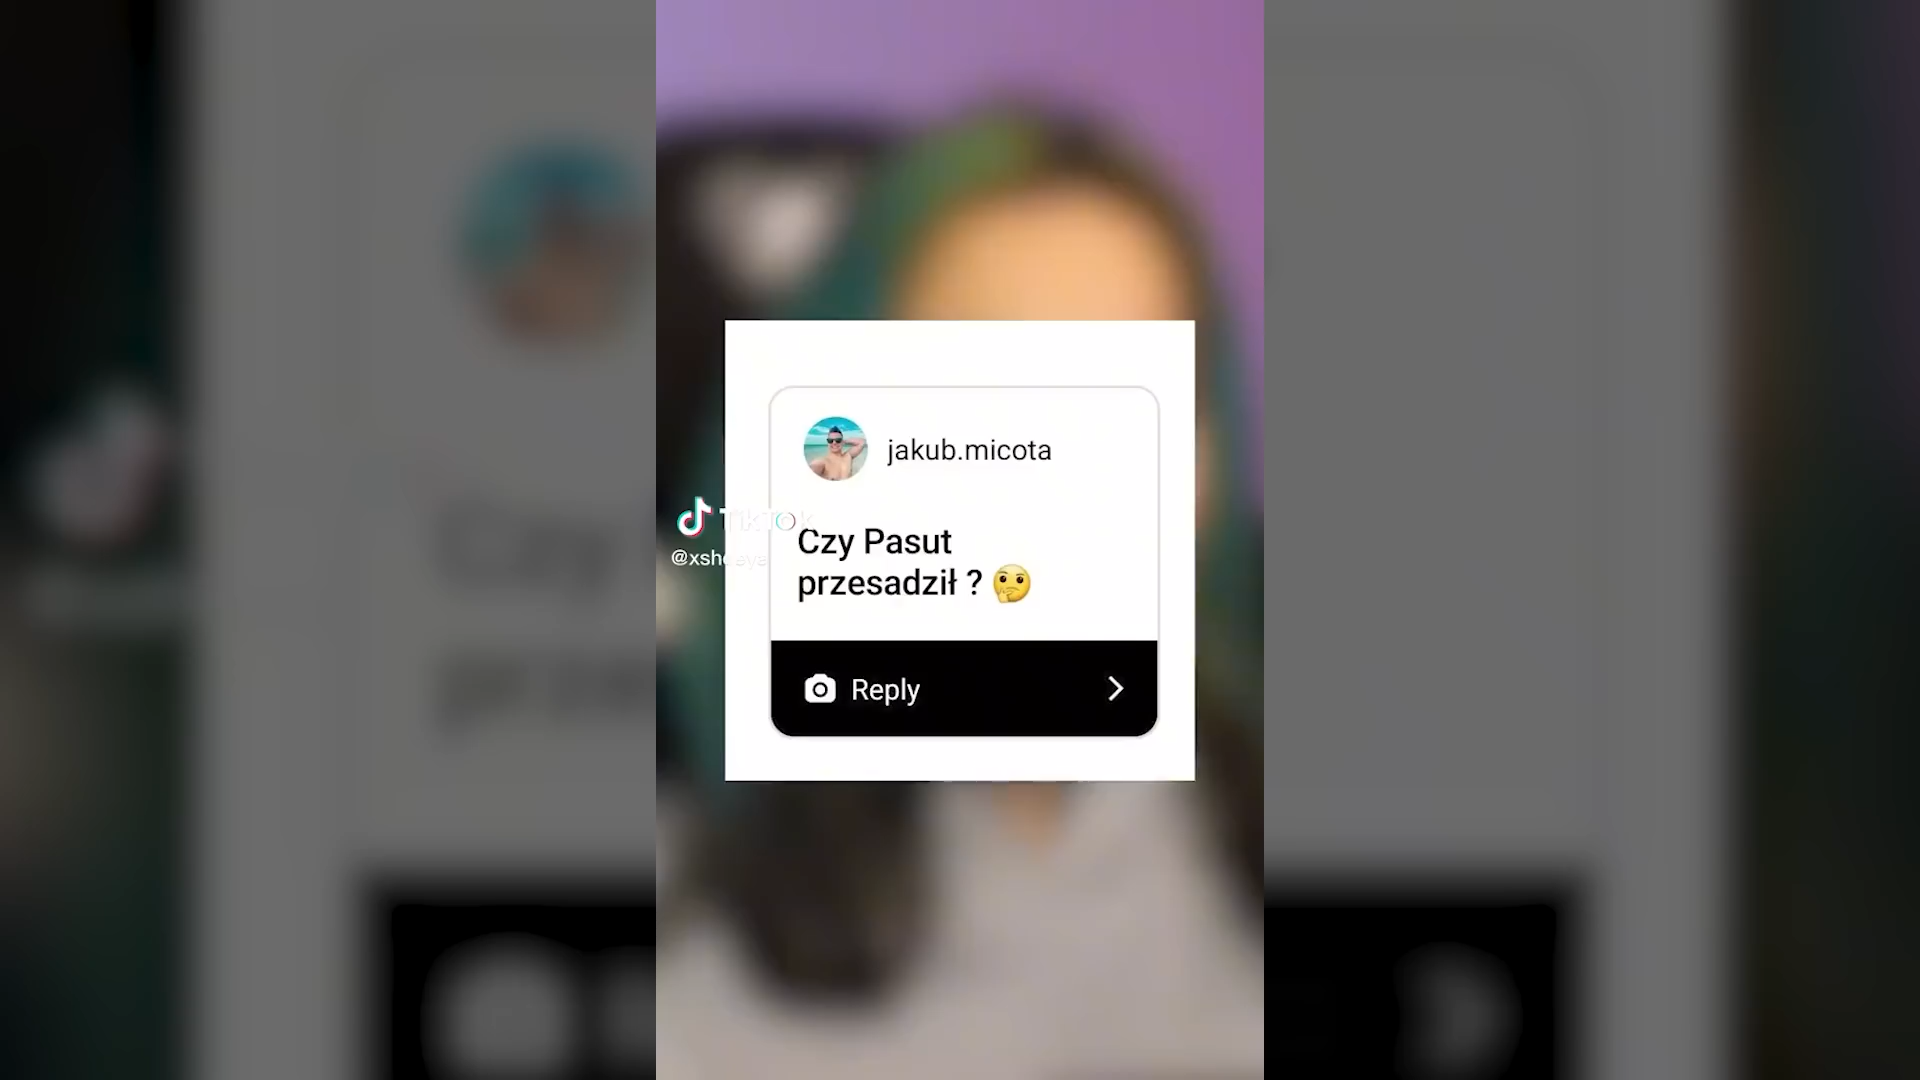 jakub.micota
TikTok
Czy Pasut
przesadził ? 🤔
Reply